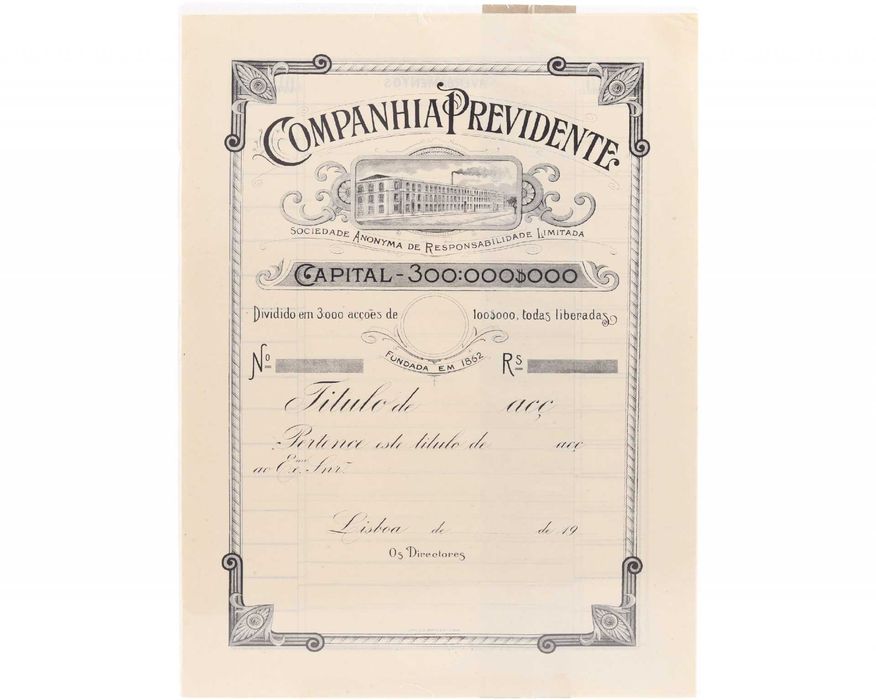 COMPANHIA PREVIDENTE
SOCIEDADE ANONYMA DE RESPONSABILIDADE LIMITADA
CAPITAL - 300:000$000
Dividido em 3000 acções de 100$000, todas liberadas
FUNDADA EM 1862
Nº Rs
Titulo de acç
Pertence este titulo de acç
ao Exmo. Snr.
Lisboa de de 19
Os Directores